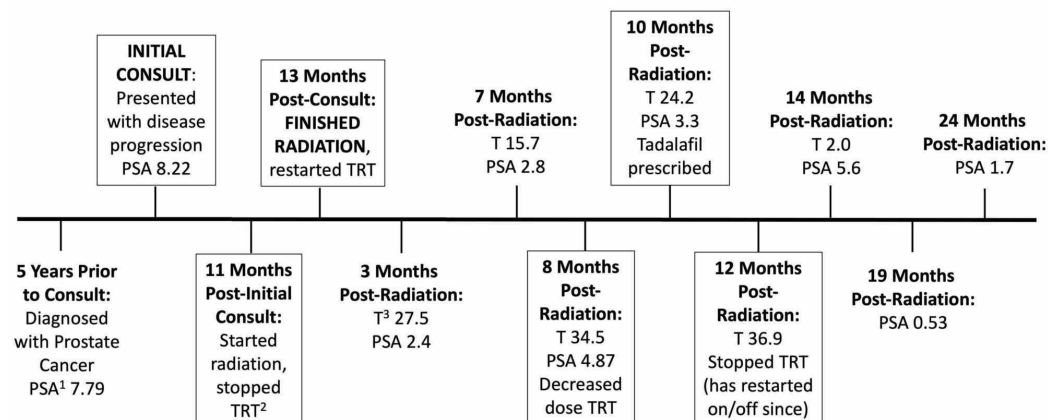 INITIAL
CONSULT:
Presented
with disease
progression
PSA 8.22
13 Months
Post-Consult:
FINISHED
RADIATION,
restarted TRT
7 Months
Post-Radiation:
T 15.7
PSA 2.8
10 Months
Post-
Radiation:
T 24.2
PSA 3.3
Tadalafil
prescribed
14 Months
Post-Radiation:
T 2.0
PSA 5.6
24 Months
Post-Radiation:
PSA 1.7
5 Years Prior
to Consult:
Diagnosed
with Prostate
Cancer
PSA¹ 7.79
11 Months
Post-Initial
Consult:
Started
radiation,
stopped
TRT²
3 Months
Post-Radiation:
T³ 27.5
PSA 2.4
8 Months
Post-
Radiation:
T 34.5
PSA 4.87
Decreased
dose TRT
12 Months
Post-
Radiation:
T 36.9
Stopped TRT
(has restarted
on/off since)
19 Months
Post-Radiation:
PSA 0.53